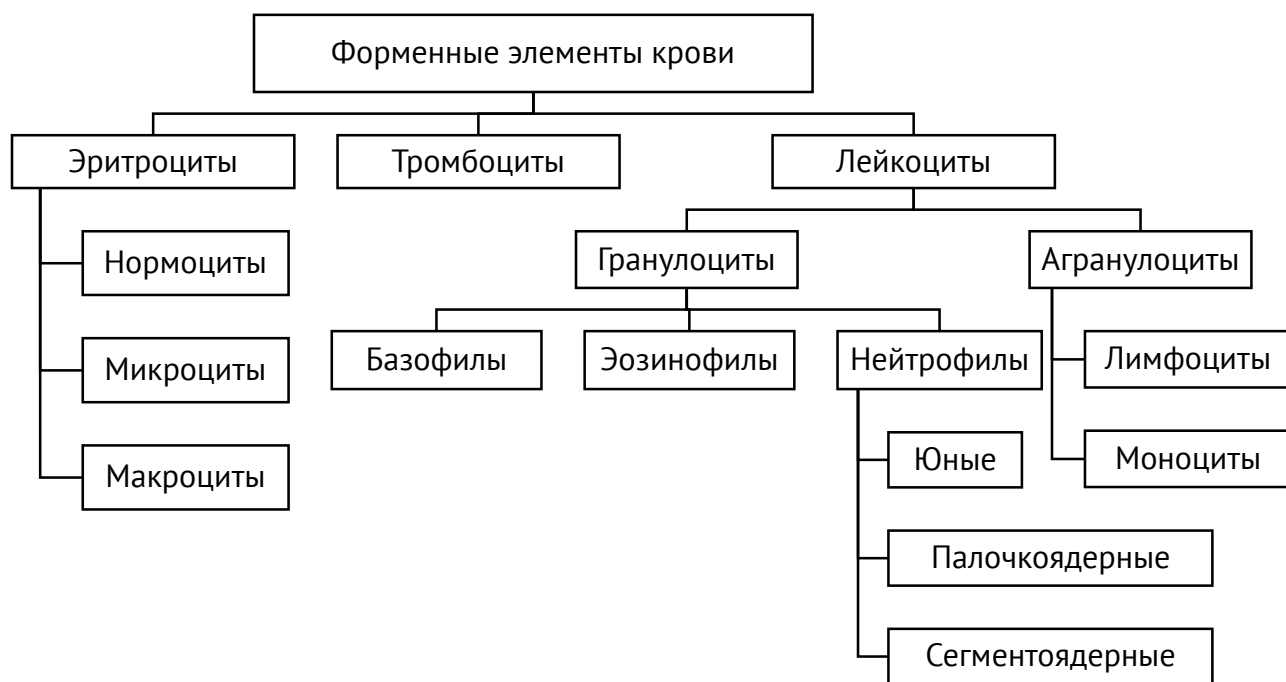 Форменные элементы крови
Эритроциты
Тромбоциты
Лейкоциты
Нормоциты
Гранулоциты
Агранулоциты
Микроциты
Базофилы
Эозинофилы
Нейтрофилы
Лимфоциты
Макроциты
Юные
Моноциты
Палочкоядерные
Сегментоядерные